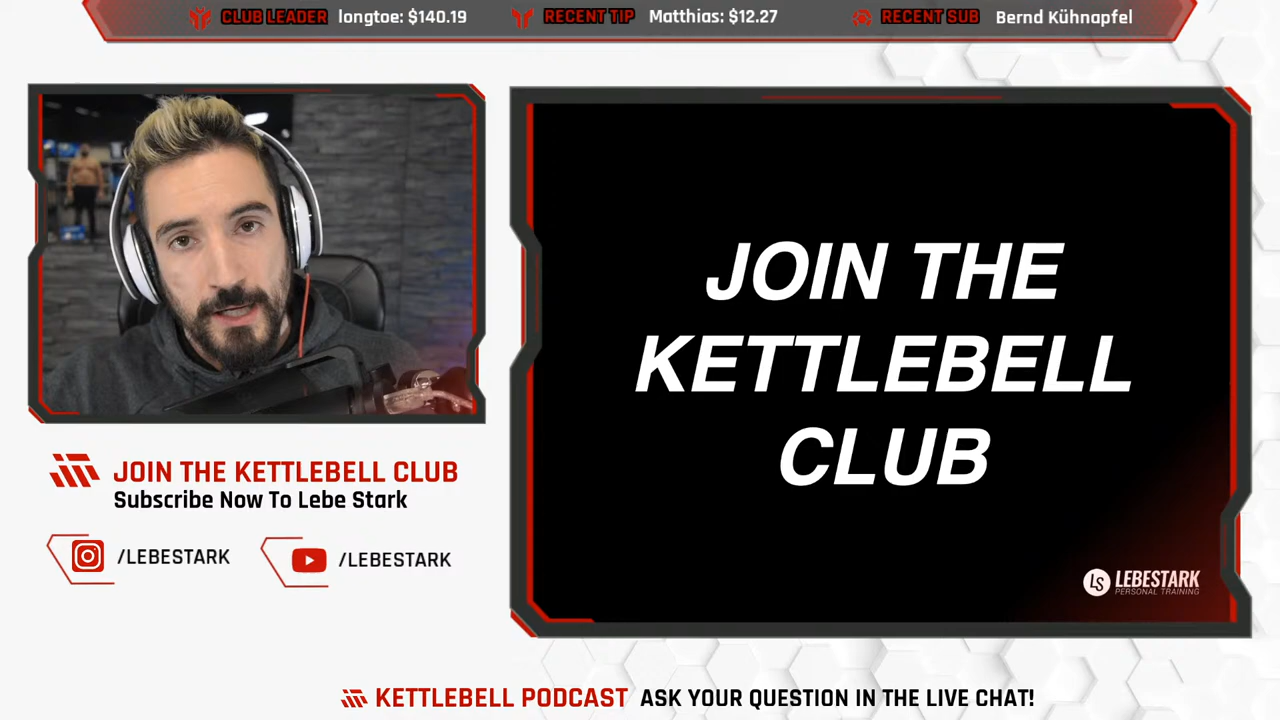 CLUB LEADER longtoe: $140.19 RECENT TIP Matthias: $12.27 RECENT SUB Bernd Kühnapfel
JOIN THE
KETTLEBELL
CLUB
LS LEBESTARK
PERSONAL TRAINING
JOIN THE KETTLEBELL CLUB
Subscribe Now To Lebe Stark
/LEBESTARK /LEBESTARK
KETTLEBELL PODCAST ASK YOUR QUESTION IN THE LIVE CHAT!